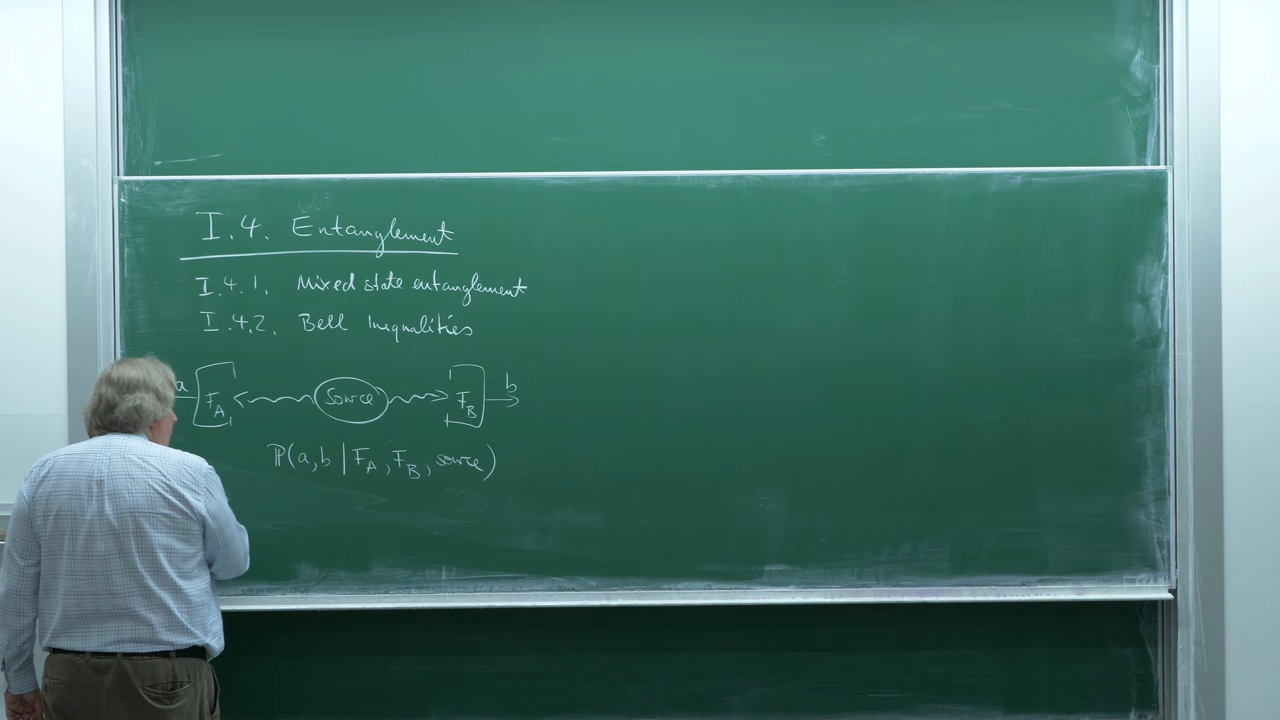 I.4. Entanglement
I.4.1. Mixed state entanglement
I.4.2. Bell Inequalities
a F_A source F_B b
ℙ(a,b | F_A, F_B, source)